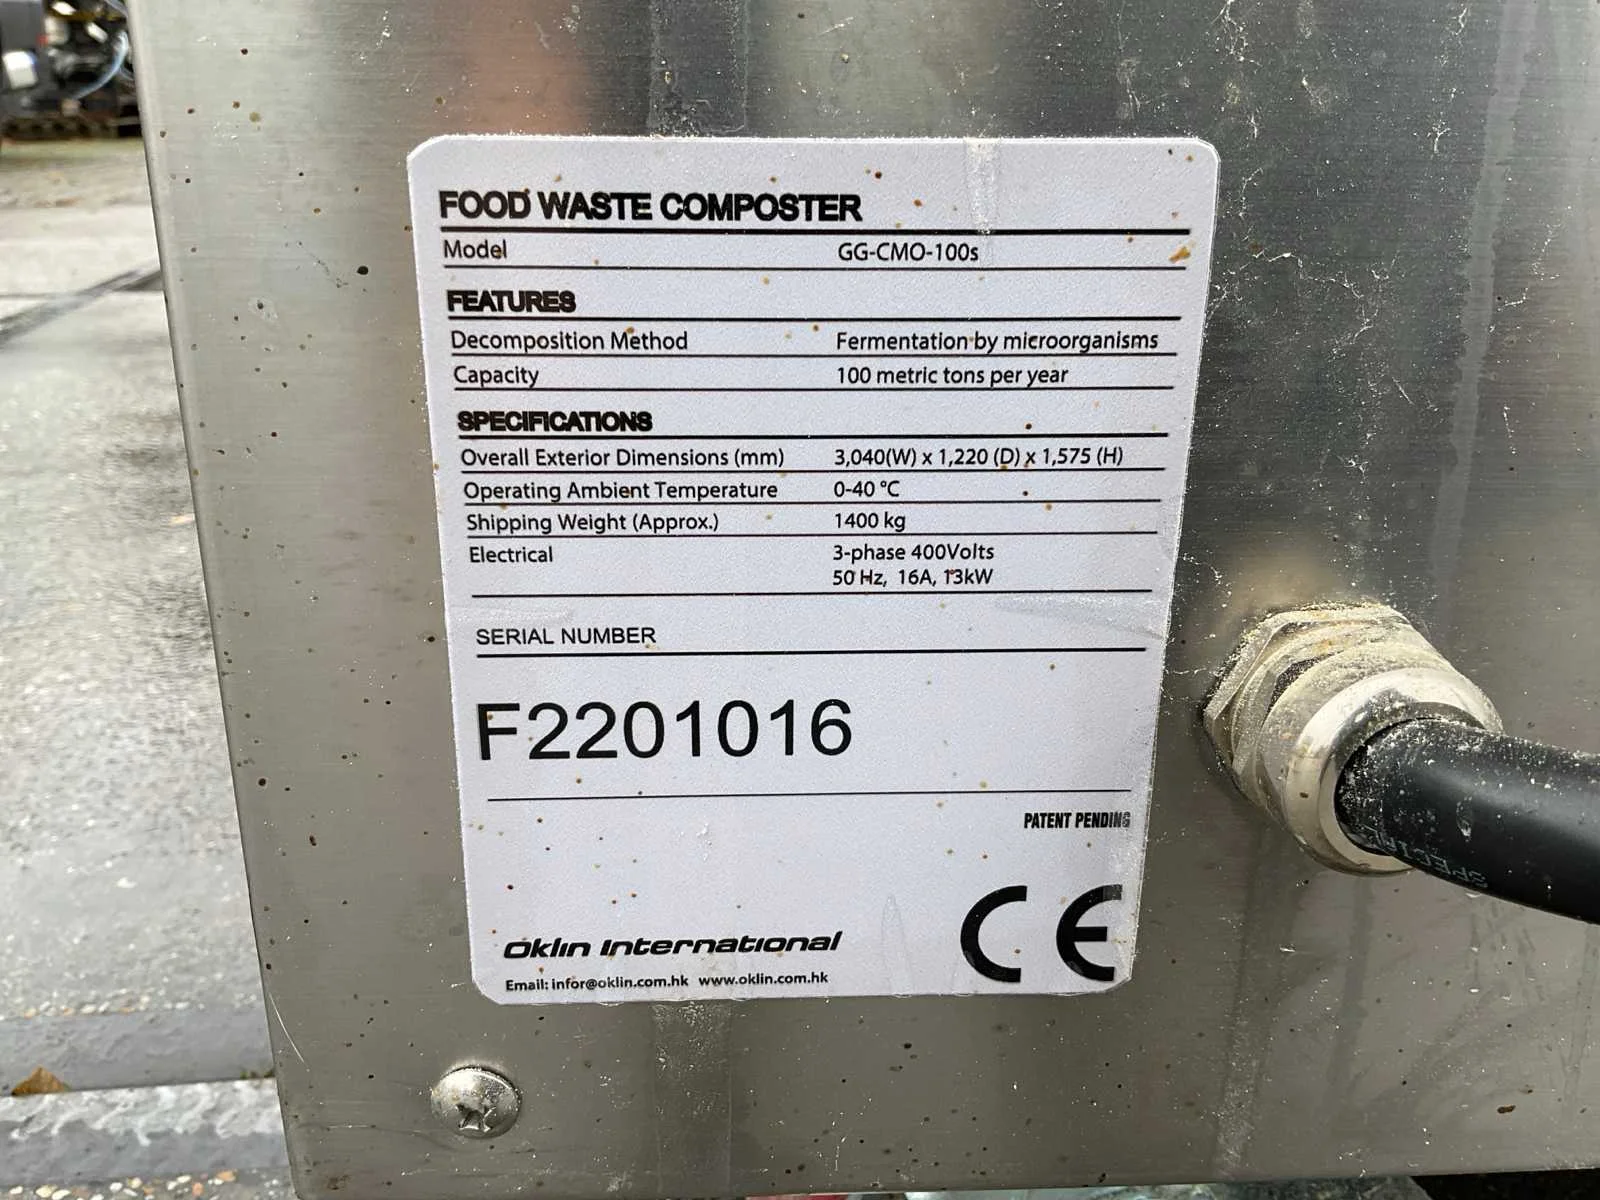 FOOD WASTE COMPOSTER
Model GG-CMO-100s
FEATURES
Decomposition Method Fermentation by microorganisms
Capacity 100 metric tons per year
SPECIFICATIONS
Overall Exterior Dimensions (mm) 3,040(W) x 1,220 (D) x 1,575 (H)
Operating Ambient Temperature 0-40 °C
Shipping Weight (Approx.) 1400 kg
Electrical 3-phase 400Volts
50 Hz, 16A, 13kW
SERIAL NUMBER
F2201016
PATENT PENDING
Oklin International
CE
Email: infor@oklin.com.hk www.oklin.com.hk